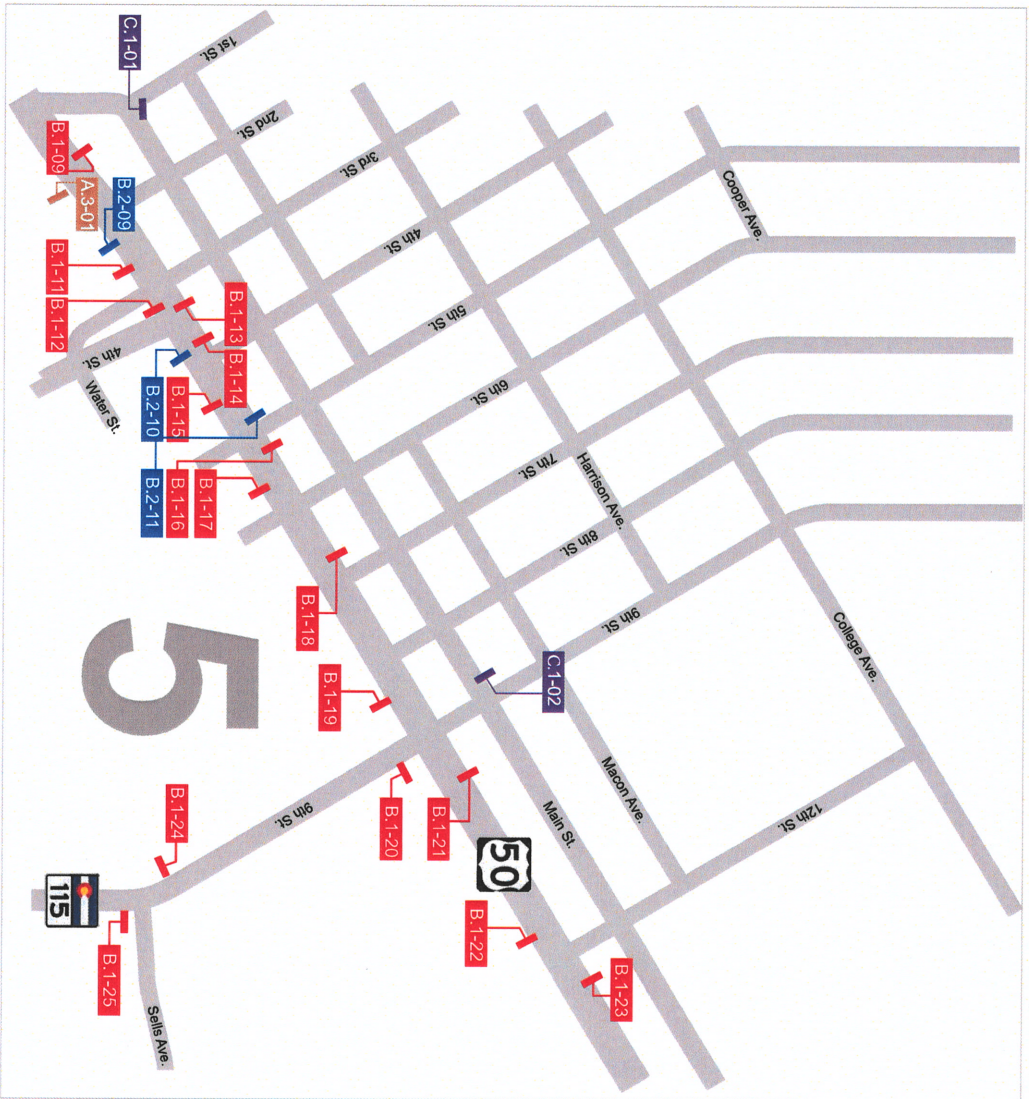 C.1-01
1st St.
2nd St.
3rd St.
4th St.
5th St.
6th St.
7th St.
8th St.
9th St.
12th St.
Cooper Ave.
Harrison Ave.
College Ave.
Macon Ave.
Main St.
B.1-09
A.3-01
B.2-09
B.1-11
B.1-12
B.1-13
B.1-14
4th St.
Water St.
B.2-10
B.1-15
B.2-11
B.1-16
B.1-17
B.1-18
B.1-19
C.1-02
5
9th St.
B.1-20
B.1-21
50
B.1-22
B.1-23
B.1-24
115
B.1-25
Sells Ave.